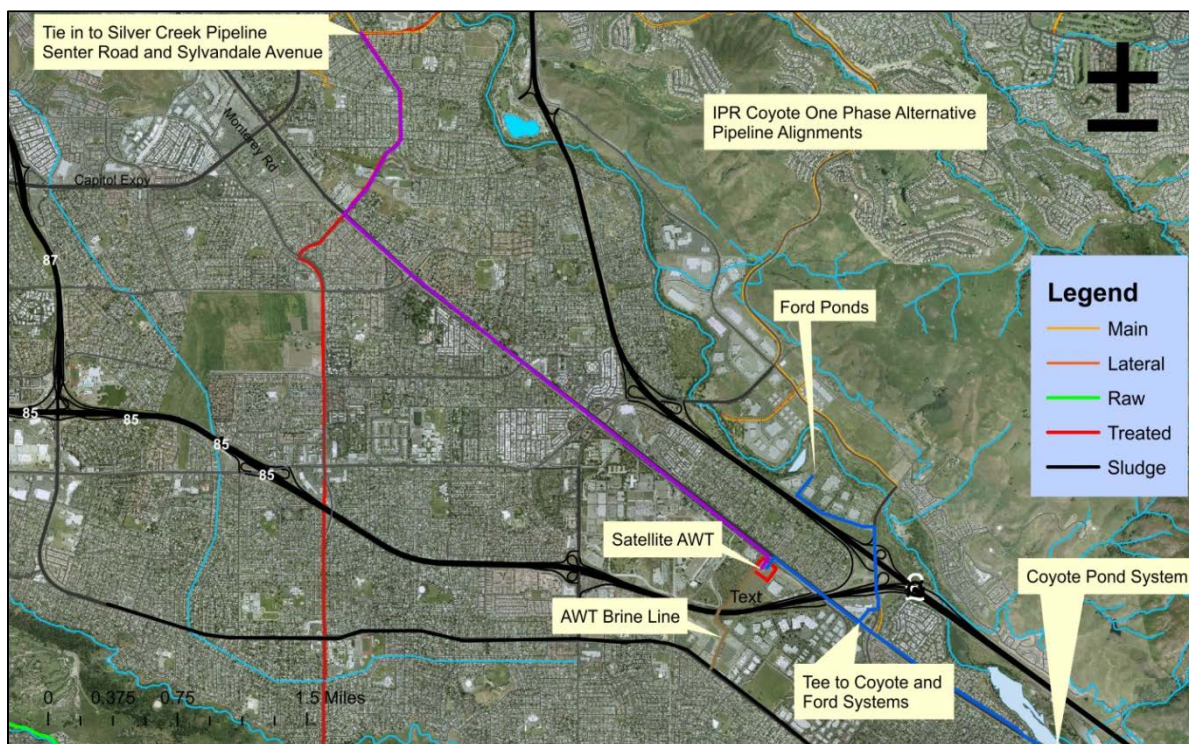 Tie in to Silver Creek Pipeline
Senter Road and Sylvandale Avenue
IPR Coyote One Phase Alternative
Pipeline Alignments
Monterey Rd
Capitol Expy
87
Ford Ponds
Legend
Main
Lateral
Raw
Treated
Sludge
85
85
85
85
Satellite AWT
Coyote Pond System
Text
AWT Brine Line
Tee to Coyote and
Ford Systems
0 0.375 0.75 1.5 Miles